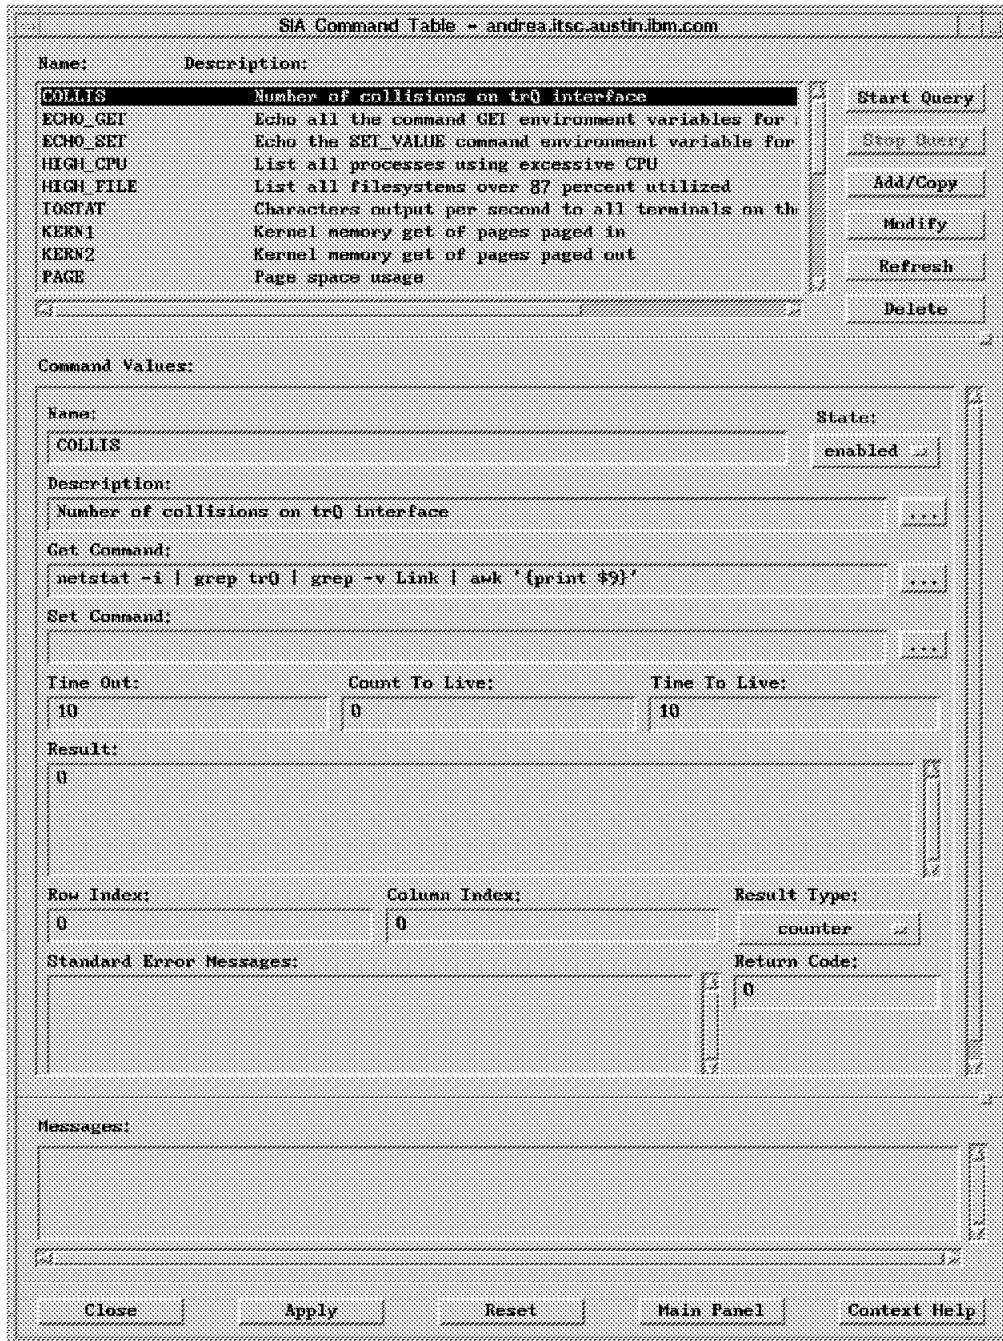 SIA Command Table - andrea.itsc.austin.ibm.com
Name: Description:
COLLIS Number of collisions on tr0 interface
ECHO_GET Echo all the command GET environment variables for
ECHO_SET Echo the SET_VALUE command environment variable for
HIGH_CPU List all processes using excessive CPU
HIGH_FILE List all filesystems over 87 percent utilized
IOSTAT Characters output per second to all terminals on th
KERN1 Kernel memory get of pages paged in
KERN2 Kernel memory get of pages paged out
PAGE Page space usage
Start Query
Stop Query
Add/Copy
Modify
Refresh
Delete
Command Values:
Name: State:
COLLIS enabled
Description:
Number of collisions on tr0 interface ...
Get Command:
netstat -i | grep tr0 | grep -v Link | awk '{print $9}' ...
Set Command:
...
Time Out: Count To Live: Time To Live:
10 0 10
Result:
0
Row Index: Column Index: Result Type:
0 0 counter
Standard Error Messages: Return Code:
0
Messages:
Close Apply Reset Main Panel Context Help